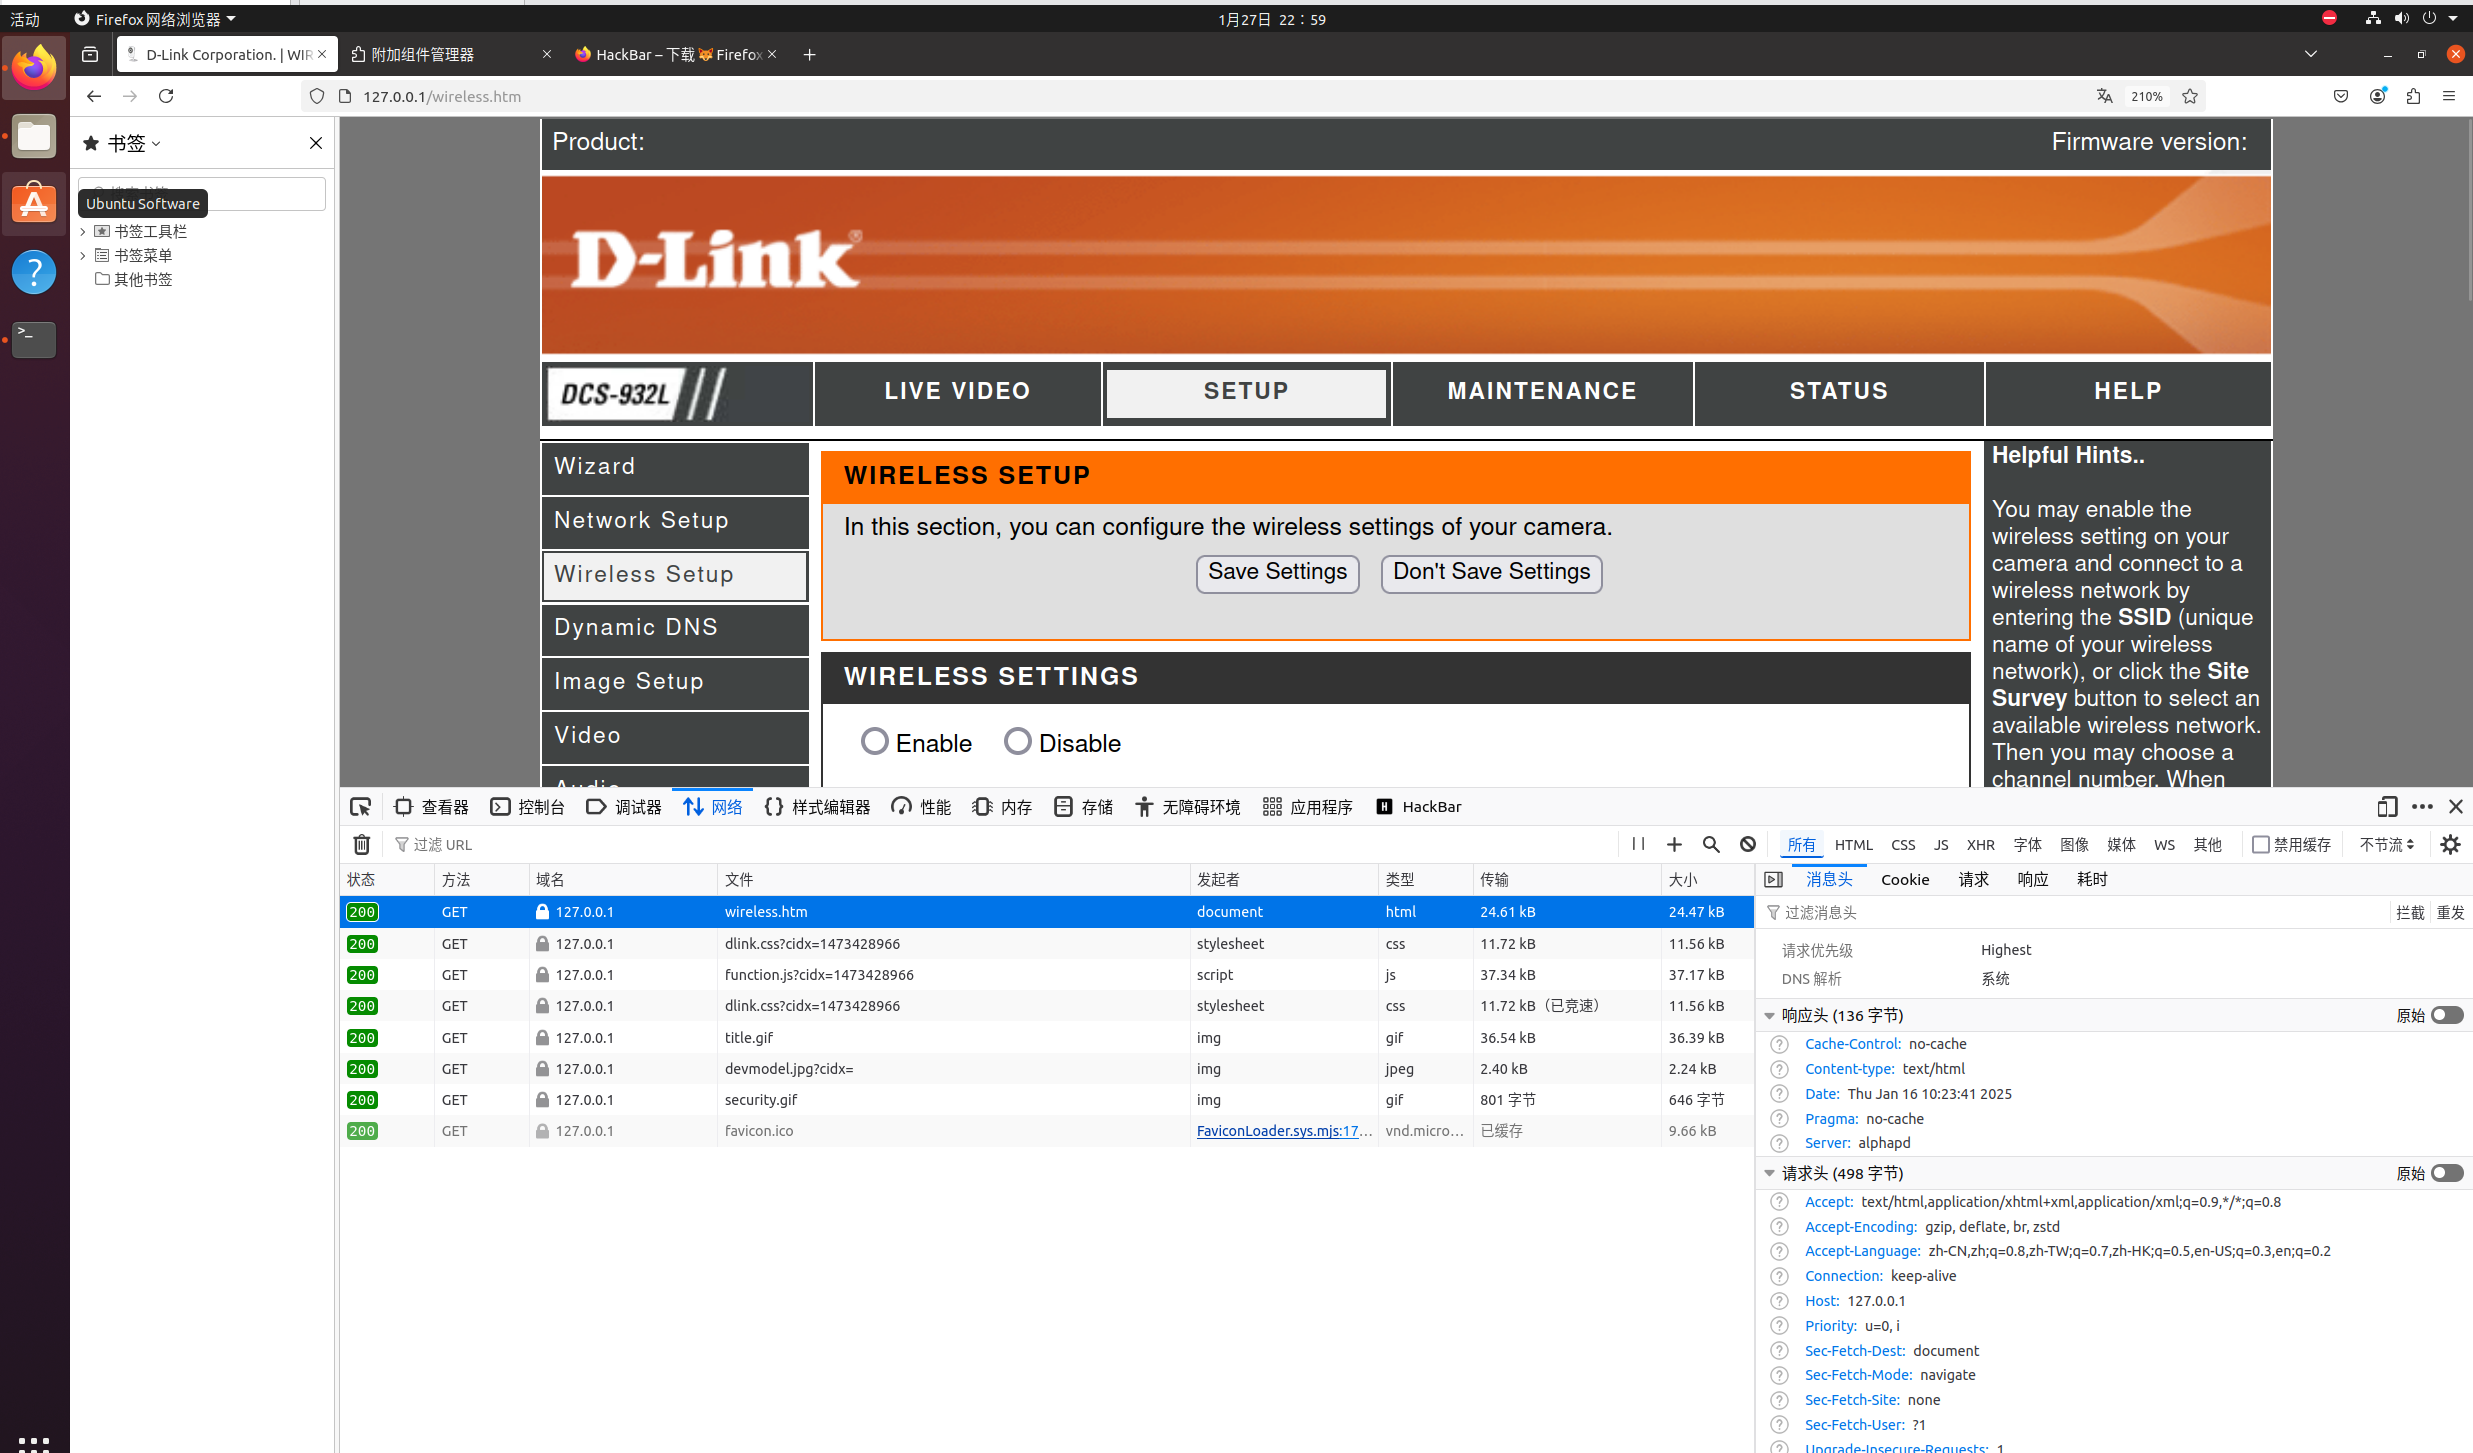 活动
Firefox 网络浏览器
1月27日 22：59
D-Link Corporation. | WIR
附加组件管理器
HackBar – 下载 🦊 Firefox
127.0.0.1/wireless.htm
210%
书签
Ubuntu Software
书签工具栏
书签菜单
其他书签
Product:
Firmware version:
D-Link®
DCS-932L
LIVE VIDEO
SETUP
MAINTENANCE
STATUS
HELP
Wizard
Network Setup
Wireless Setup
Dynamic DNS
Image Setup
Video
Audio
WIRELESS SETUP
In this section, you can configure the wireless settings of your camera.
Save Settings
Don't Save Settings
WIRELESS SETTINGS
Enable
Disable
Helpful Hints..
You may enable the
wireless setting on your
camera and connect to a
wireless network by
entering the SSID (unique
name of your wireless
network), or click the Site
Survey button to select an
available wireless network.
Then you may choose a
channel number. When
查看器
控制台
调试器
网络
样式编辑器
性能
内存
存储
无障碍环境
应用程序
HackBar
过滤 URL
所有 HTML CSS JS XHR 字体 图像 媒体 WS 其他
禁用缓存
不节流
状态 方法 域名 文件 发起者 类型 传输 大小
200 GET 127.0.0.1 wireless.htm document html 24.61 kB 24.47 kB
200 GET 127.0.0.1 dlink.css?cidx=1473428966 stylesheet css 11.72 kB 11.56 kB
200 GET 127.0.0.1 function.js?cidx=1473428966 script js 37.34 kB 37.17 kB
200 GET 127.0.0.1 dlink.css?cidx=1473428966 stylesheet css 11.72 kB（已竞速） 11.56 kB
200 GET 127.0.0.1 title.gif img gif 36.54 kB 36.39 kB
200 GET 127.0.0.1 devmodel.jpg?cidx= img jpeg 2.40 kB 2.24 kB
200 GET 127.0.0.1 security.gif img gif 801 字节 646 字节
200 GET 127.0.0.1 favicon.ico FaviconLoader.sys.mjs:17… vnd.micro… 已缓存 9.66 kB
消息头 Cookie 请求 响应 耗时
过滤消息头
拦截 重发
请求优先级 Highest
DNS 解析 系统
响应头 (136 字节)
原始
Cache-Control: no-cache
Content-type: text/html
Date: Thu Jan 16 10:23:41 2025
Pragma: no-cache
Server: alphapd
请求头 (498 字节)
原始
Accept: text/html,application/xhtml+xml,application/xml;q=0.9,*/*;q=0.8
Accept-Encoding: gzip, deflate, br, zstd
Accept-Language: zh-CN,zh;q=0.8,zh-TW;q=0.7,zh-HK;q=0.5,en-US;q=0.3,en;q=0.2
Connection: keep-alive
Host: 127.0.0.1
Priority: u=0, i
Sec-Fetch-Dest: document
Sec-Fetch-Mode: navigate
Sec-Fetch-Site: none
Sec-Fetch-User: ?1
Upgrade-Insecure-Requests: 1